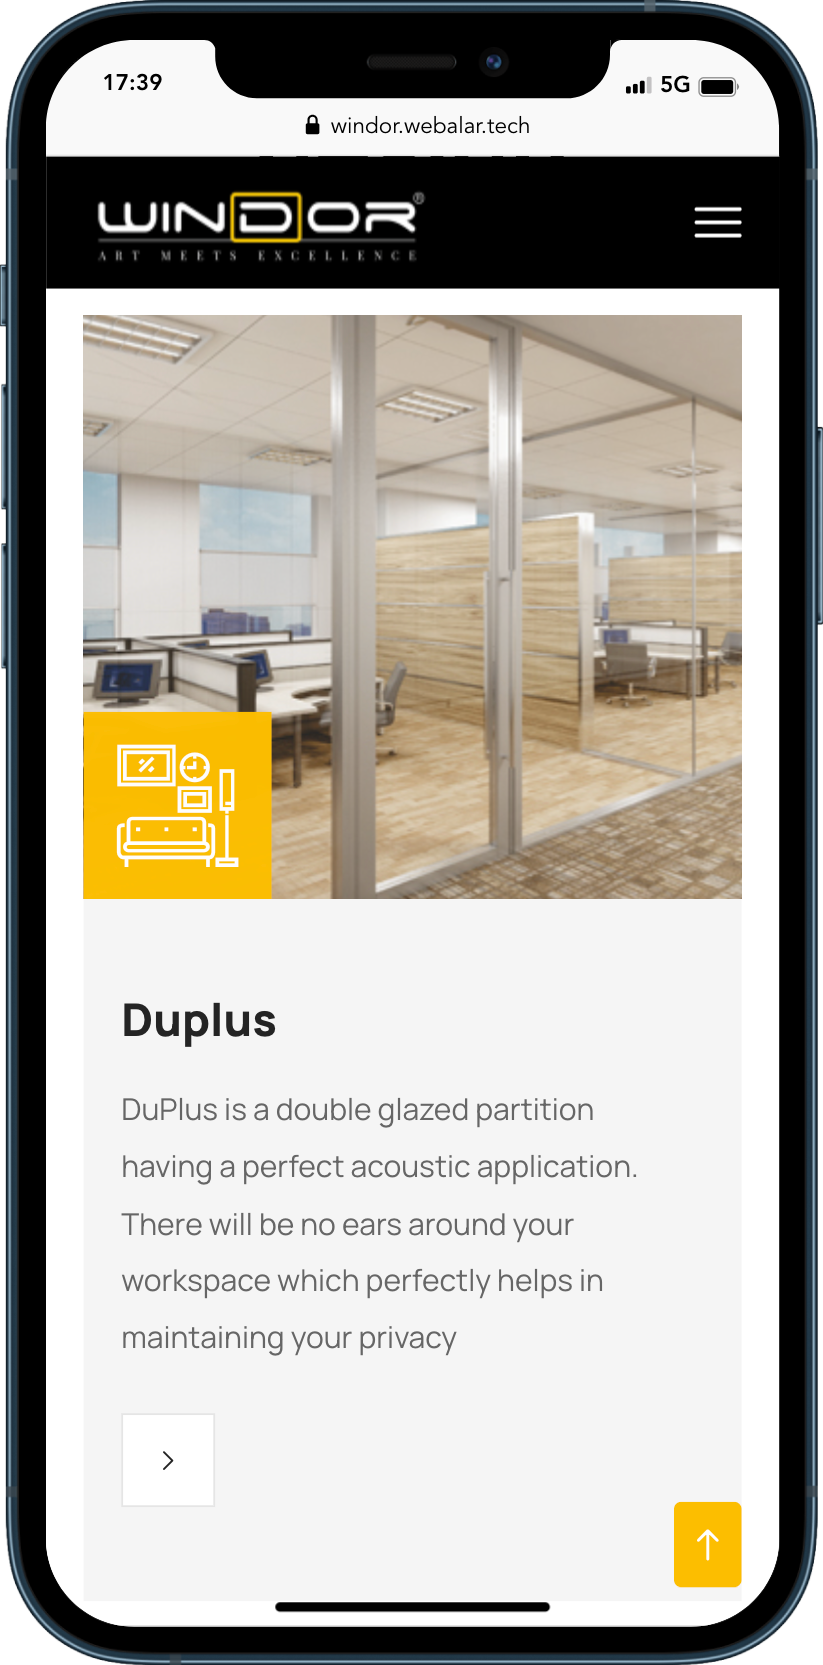 17:39
5G
windor.webalar.tech
WINDOR®
ART MEETS EXCELLENCE
Duplus
DuPlus is a double glazed partition
having a perfect acoustic application.
There will be no ears around your
workspace which perfectly helps in
maintaining your privacy